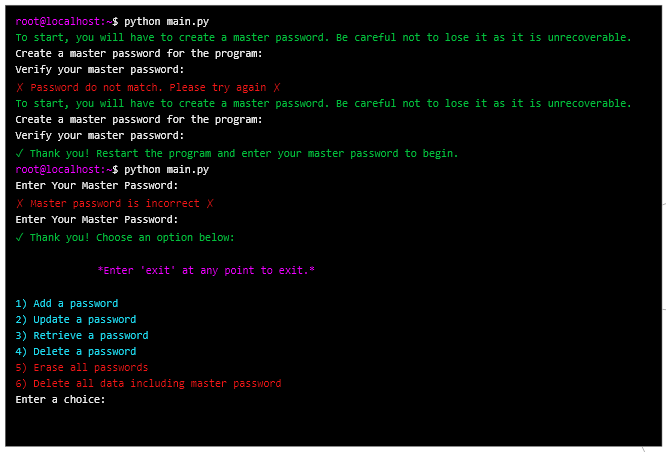 root@localhost:~$ python main.py
To start, you will have to create a master password. Be careful not to lose it as it is unrecoverable.
Create a master password for the program:
Verify your master password:
✗ Password do not match. Please try again ✗
To start, you will have to create a master password. Be careful not to lose it as it is unrecoverable.
Create a master password for the program:
Verify your master password:
✓ Thank you! Restart the program and enter your master password to begin.
root@localhost:~$ python main.py
Enter Your Master Password:
✗ Master password is incorrect ✗
Enter Your Master Password:
✓ Thank you! Choose an option below:
*Enter 'exit' at any point to exit.*
1) Add a password
2) Update a password
3) Retrieve a password
4) Delete a password
5) Erase all passwords
6) Delete all data including master password
Enter a choice: